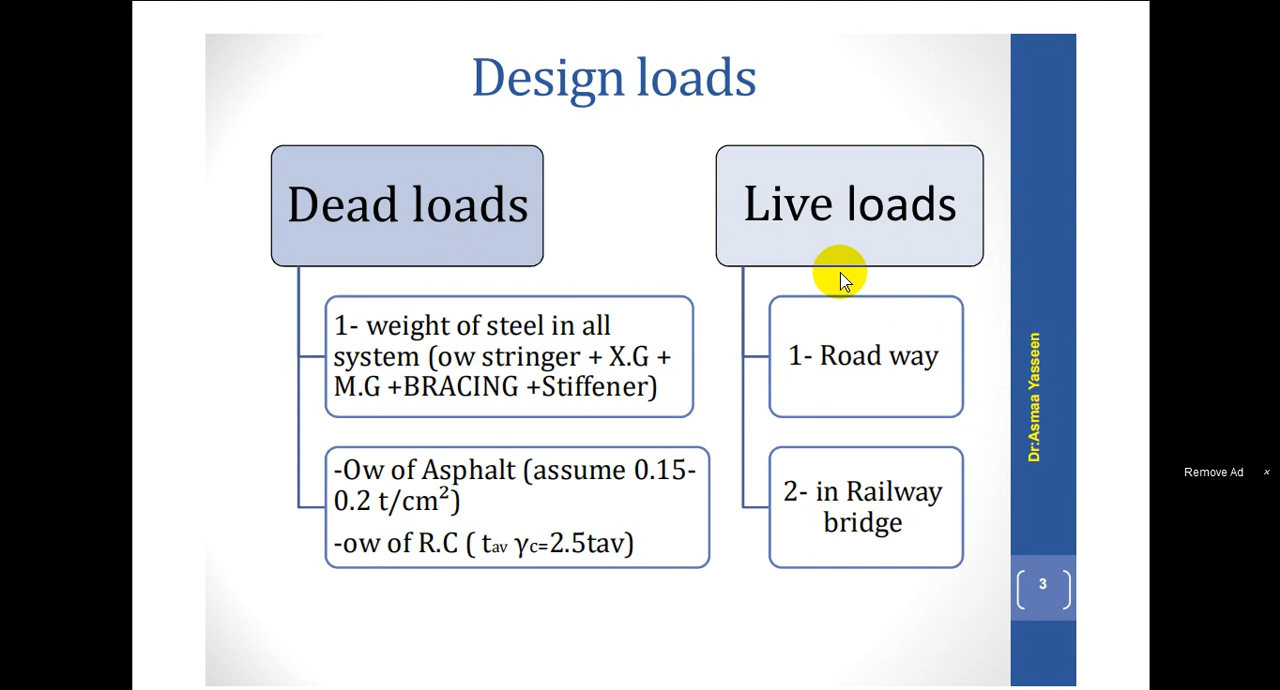 Design loads
Dead loads
1- weight of steel in all
system (ow stringer + X.G +
M.G +BRACING +Stiffener)
-Ow of Asphalt (assume 0.15-
0.2 t/cm²)
-ow of R.C ( tav γc=2.5tav)
Live loads
1- Road way
2- in Railway
bridge
Dr:Asmaa Yasseen
3
Remove Ad ×